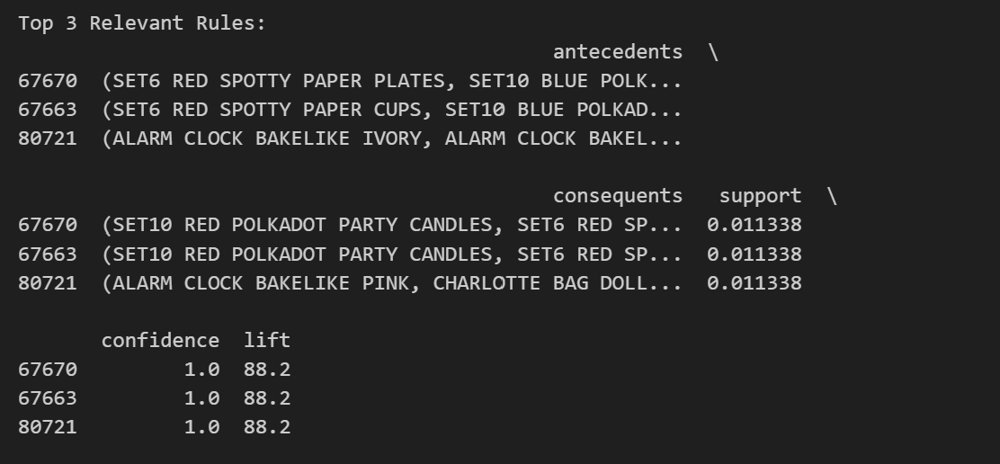 Top 3 Relevant Rules:
antecedents \
67670 (SET6 RED SPOTTY PAPER PLATES, SET10 BLUE POLK...
67663 (SET6 RED SPOTTY PAPER CUPS, SET10 BLUE POLKAD...
80721 (ALARM CLOCK BAKELIKE IVORY, ALARM CLOCK BAKEL...
consequents support \
67670 (SET10 RED POLKADOT PARTY CANDLES, SET6 RED SP... 0.011338
67663 (SET10 RED POLKADOT PARTY CANDLES, SET6 RED SP... 0.011338
80721 (ALARM CLOCK BAKELIKE PINK, CHARLOTTE BAG DOLL... 0.011338
confidence lift
67670 1.0 88.2
67663 1.0 88.2
80721 1.0 88.2